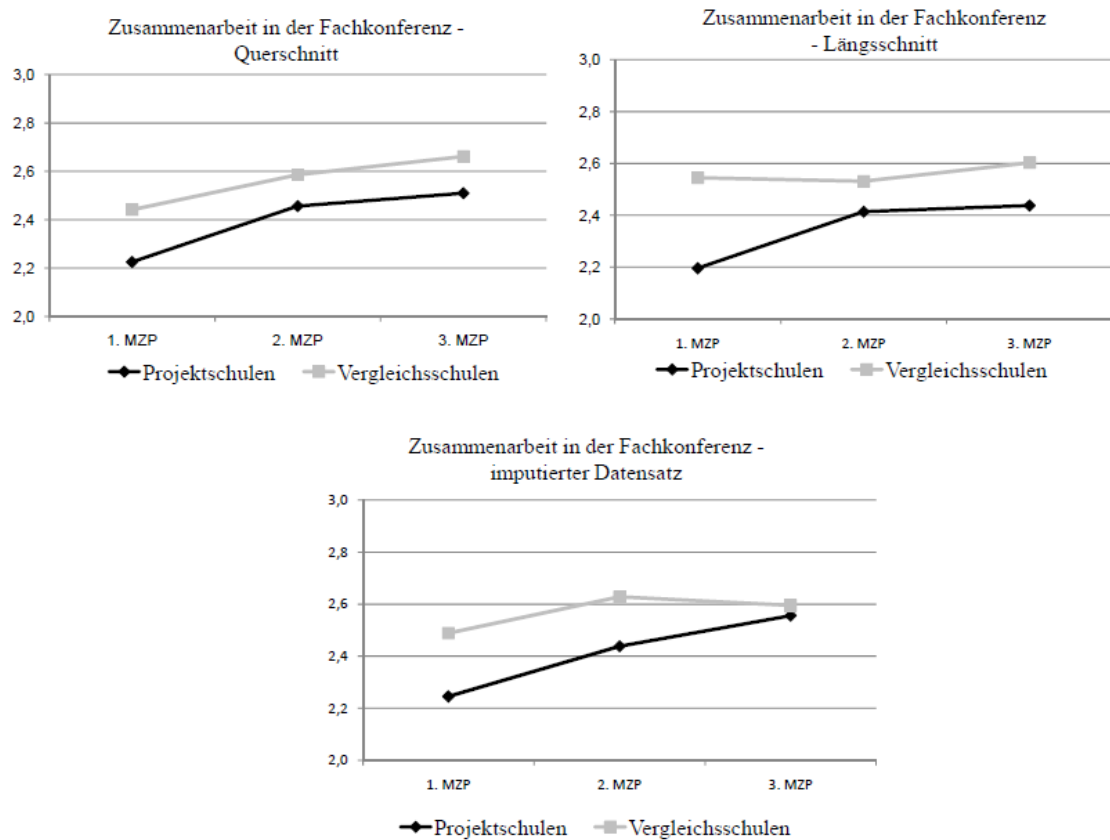 Zusammenarbeit in der Fachkonferenz -
Querschnitt
3,0
2,8
2,6
2,4
2,2
2,0
1. MZP 2. MZP 3. MZP
Projektschulen Vergleichsschulen
Zusammenarbeit in der Fachkonferenz
- Längsschnitt
3,0
2,8
2,6
2,4
2,2
2,0
1. MZP 2. MZP 3. MZP
Projektschulen Vergleichsschulen
Zusammenarbeit in der Fachkonferenz -
imputierter Datensatz
3,0
2,8
2,6
2,4
2,2
2,0
1. MZP 2. MZP 3. MZP
Projektschulen Vergleichsschulen